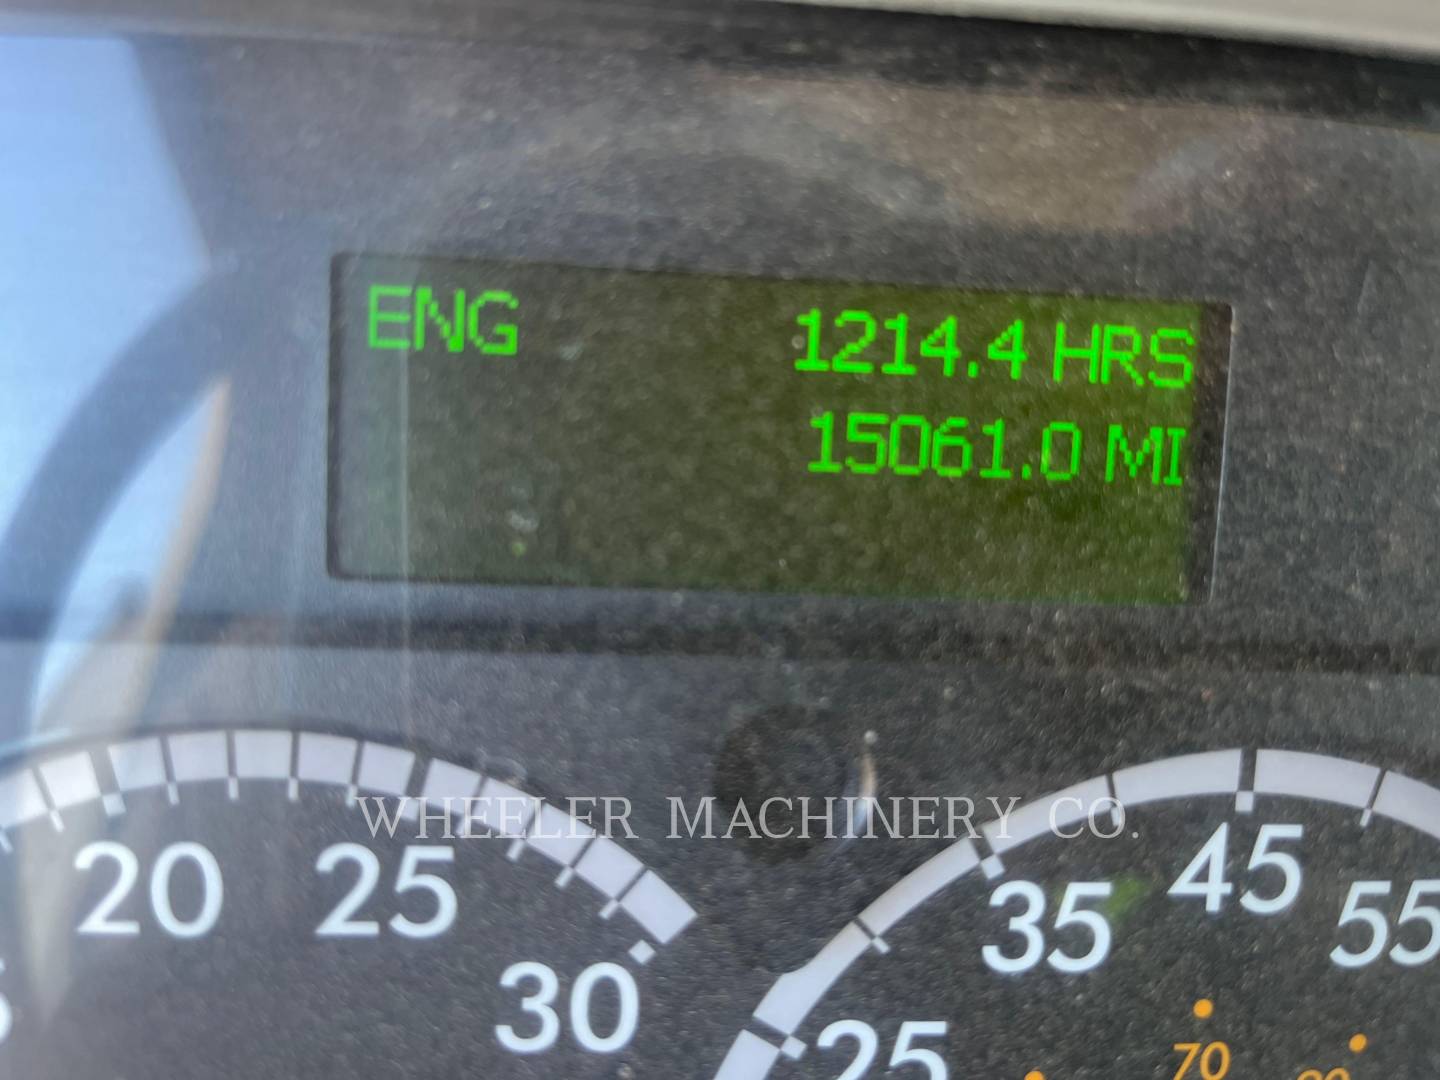 ENG 1214.4 HRS
15061.0 MI
WHEELER MACHINERY CO.
20 25 30
25 35 45 55
70